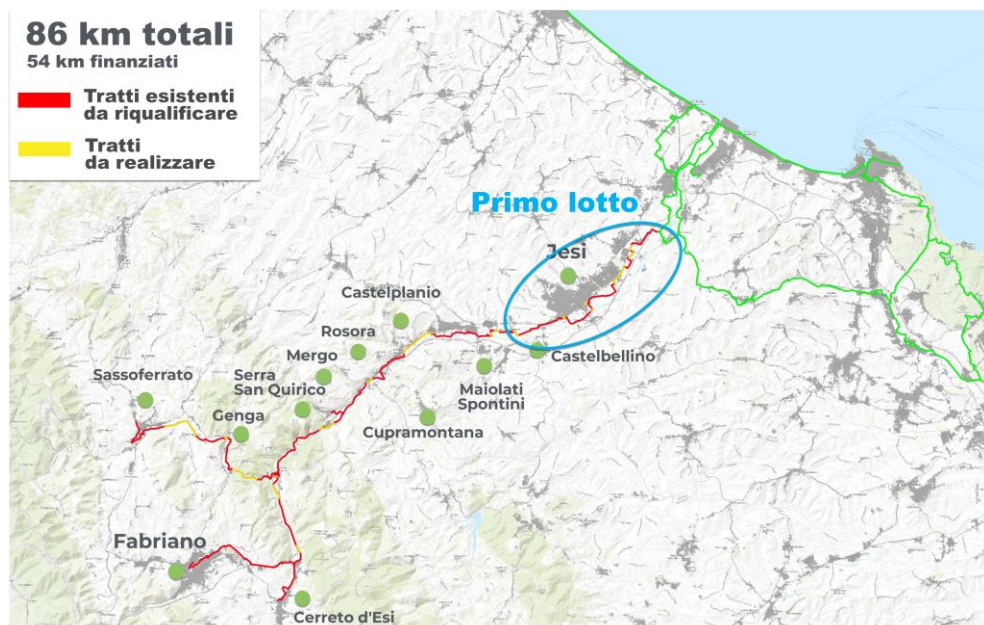 86 km totali
54 km finanziati
Tratti esistenti
da riqualificare
Tratti
da realizzare
Primo lotto
Jesi
Castelplanio
Rosora
Castelbellino
Mergo
Maiolati
Spontini
Sassoferrato
Serra
San Quirico
Genga
Cupramontana
Fabriano
Cerreto d'Esi